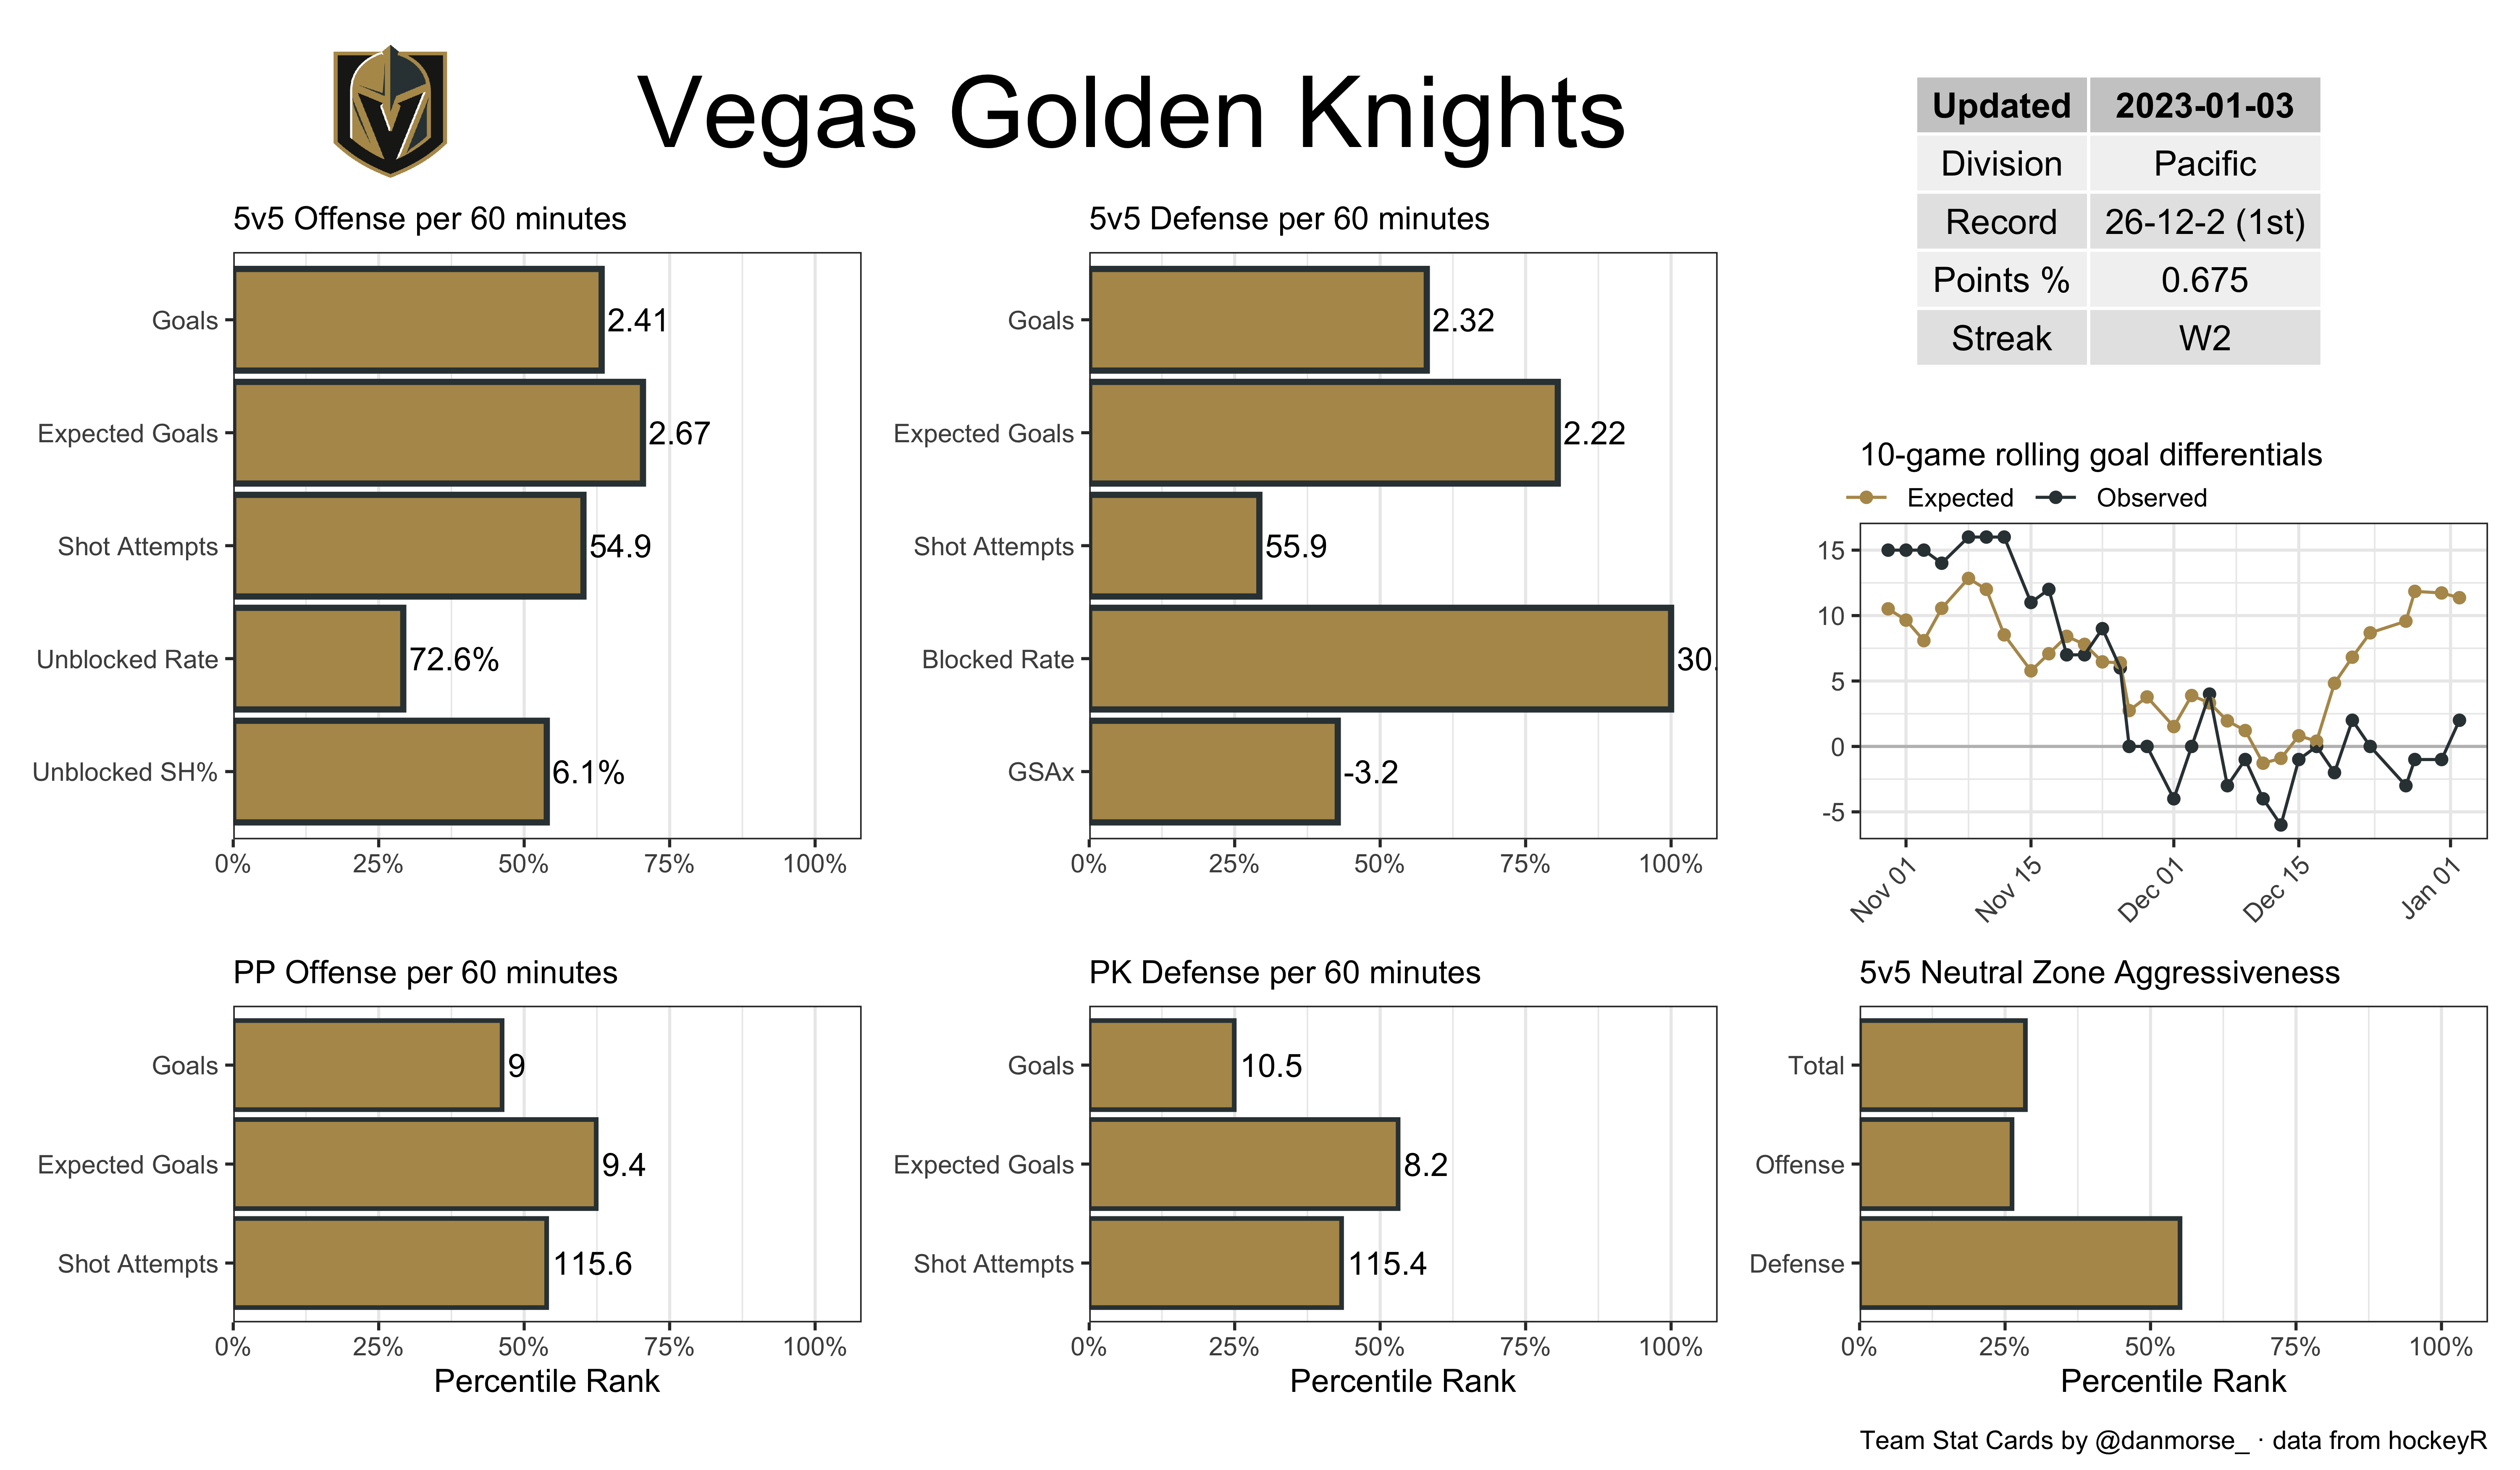 Vegas Golden Knights
Updated 2023-01-03
Division Pacific
Record 26-12-2 (1st)
Points % 0.675
Streak W2
5v5 Offense per 60 minutes
Goals 2.41
Expected Goals 2.67
Shot Attempts 54.9
Unblocked Rate 72.6%
Unblocked SH% 6.1%
0% 25% 50% 75% 100%
5v5 Defense per 60 minutes
Goals 2.32
Expected Goals 2.22
Shot Attempts 55.9
Blocked Rate 30.
GSAx -3.2
0% 25% 50% 75% 100%
10-game rolling goal differentials
Expected Observed
15
10
5
0
-5
Nov 01 Nov 15 Dec 01 Dec 15 Jan 01
PP Offense per 60 minutes
Goals 9
Expected Goals 9.4
Shot Attempts 115.6
0% 25% 50% 75% 100%
Percentile Rank
PK Defense per 60 minutes
Goals 10.5
Expected Goals 8.2
Shot Attempts 115.4
0% 25% 50% 75% 100%
Percentile Rank
5v5 Neutral Zone Aggressiveness
Total
Offense
Defense
0% 25% 50% 75% 100%
Percentile Rank
Team Stat Cards by @danmorse_ · data from hockeyR